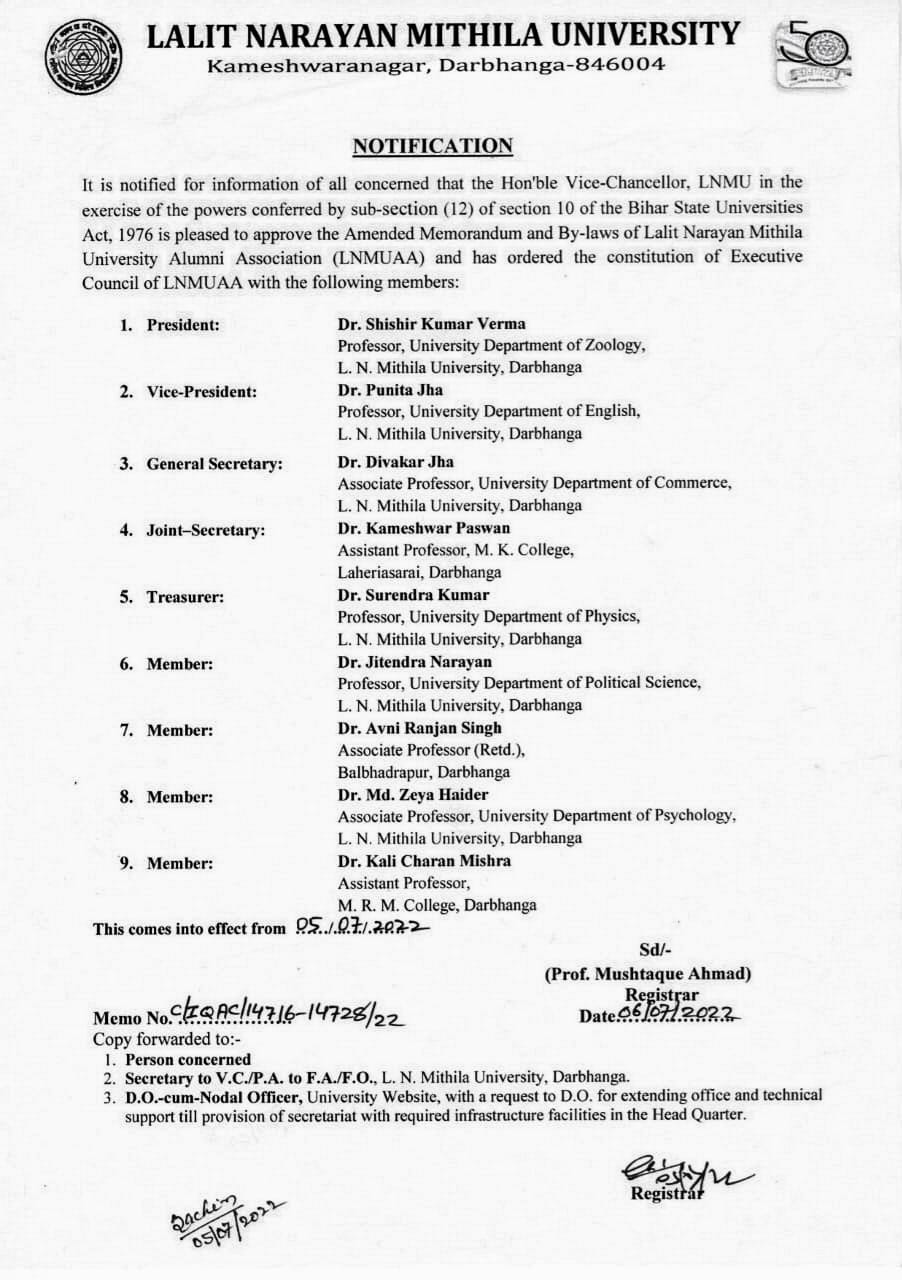 LALIT NARAYAN MITHILA UNIVERSITY
Kameshwaranagar, Darbhanga-846004
50
NOTIFICATION
It is notified for information of all concerned that the Hon'ble Vice-Chancellor, LNMU in the
exercise of the powers conferred by sub-section (12) of section 10 of the Bihar State Universities
Act, 1976 is pleased to approve the Amended Memorandum and By-laws of Lalit Narayan Mithila
University Alumni Association (LNMUAA) and has ordered the constitution of Executive
Council of LNMUAA with the following members:
1. President: Dr. Shishir Kumar Verma
Professor, University Department of Zoology,
L. N. Mithila University, Darbhanga
2. Vice-President: Dr. Punita Jha
Professor, University Department of English,
L. N. Mithila University, Darbhanga
3. General Secretary: Dr. Divakar Jha
Associate Professor, University Department of Commerce,
L. N. Mithila University, Darbhanga
4. Joint–Secretary: Dr. Kameshwar Paswan
Assistant Professor, M. K. College,
Laheriasarai, Darbhanga
5. Treasurer: Dr. Surendra Kumar
Professor, University Department of Physics,
L. N. Mithila University, Darbhanga
6. Member: Dr. Jitendra Narayan
Professor, University Department of Political Science,
L. N. Mithila University, Darbhanga
7. Member: Dr. Avni Ranjan Singh
Associate Professor (Retd.),
Balbhadrapur, Darbhanga
8. Member: Dr. Md. Zeya Haider
Associate Professor, University Department of Psychology,
L. N. Mithila University, Darbhanga
9. Member: Dr. Kali Charan Mishra
Assistant Professor,
M. R. M. College, Darbhanga
This comes into effect from 05/07/2022
Sd/-
(Prof. Mushtaque Ahmad)
Registrar
Memo No. C/IQAC/14716-14728/22 Date 06/07/2022
Copy forwarded to:-
1. Person concerned
2. Secretary to V.C./P.A. to F.A./F.O., L. N. Mithila University, Darbhanga.
3. D.O.-cum-Nodal Officer, University Website, with a request to D.O. for extending office and technical
support till provision of secretariat with required infrastructure facilities in the Head Quarter.
Registrar
05/07/2022